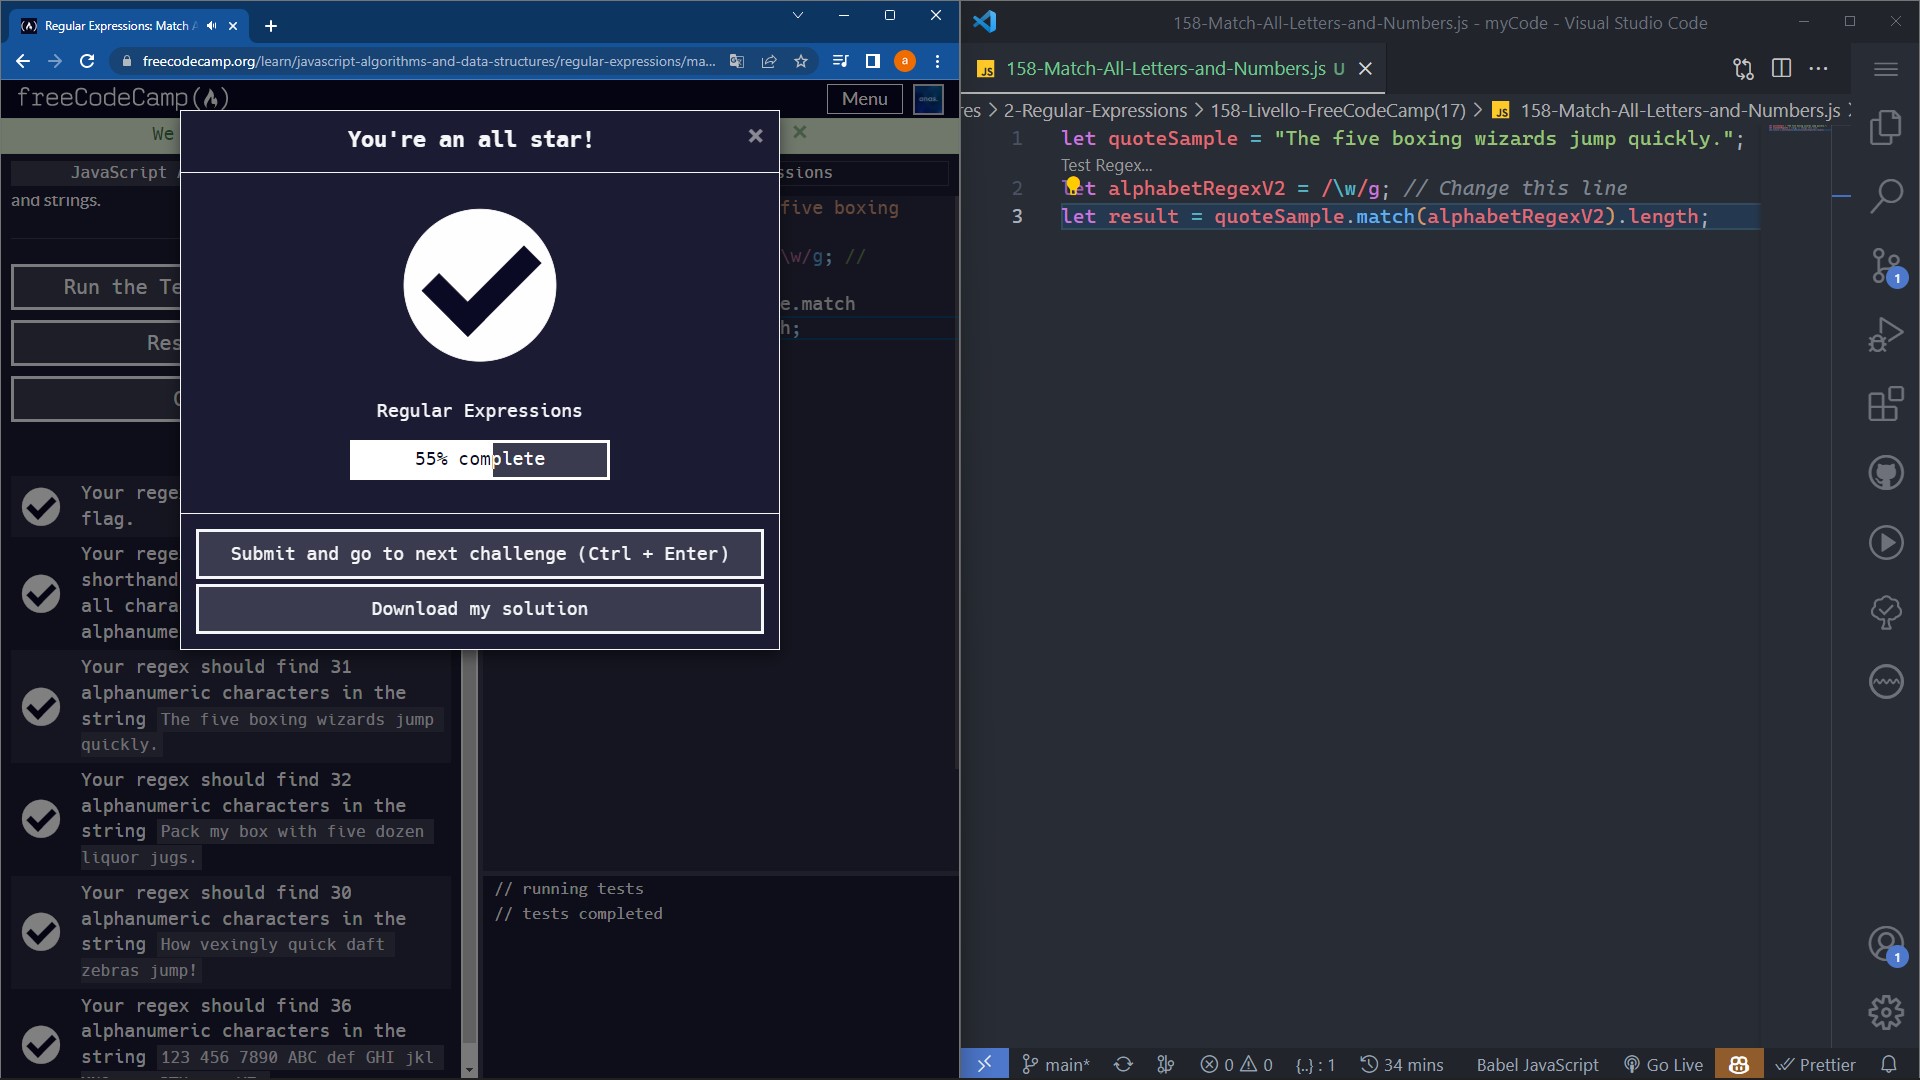 Regular Expressions: Match A
freecodecamp.org/learn/javascript-algorithms-and-data-structures/regular-expressions/ma...
a
freeCodeCamp(🔥)
Menu
anas.
We
You're an all star!
JavaScript
ssions
and strings.
five boxing
\w/g; //
e.match
h;
Run the Te
Res
Regular Expressions
55% complete
Submit and go to next challenge (Ctrl + Enter)
Download my solution
Your rege
flag.
Your rege
shorthand
all chara
alphanume
Your regex should find 31
alphanumeric characters in the
string The five boxing wizards jump
quickly.
Your regex should find 32
alphanumeric characters in the
string Pack my box with five dozen
liquor jugs.
Your regex should find 30
alphanumeric characters in the
string How vexingly quick daft
zebras jump!
Your regex should find 36
alphanumeric characters in the
string 123 456 7890 ABC def GHI jkl
// running tests
// tests completed
158-Match-All-Letters-and-Numbers.js - myCode - Visual Studio Code
JS 158-Match-All-Letters-and-Numbers.js U
res > 2-Regular-Expressions > 158-Livello-FreeCodeCamp(17) > JS 158-Match-All-Letters-and-Numbers.js
1 let quoteSample = "The five boxing wizards jump quickly.";
Test Regex...
2 let alphabetRegexV2 = /\w/g; // Change this line
3 let result = quoteSample.match(alphabetRegexV2).length;
1
1
main* 0 0 {..} : 1 34 mins Babel JavaScript Go Live Prettier